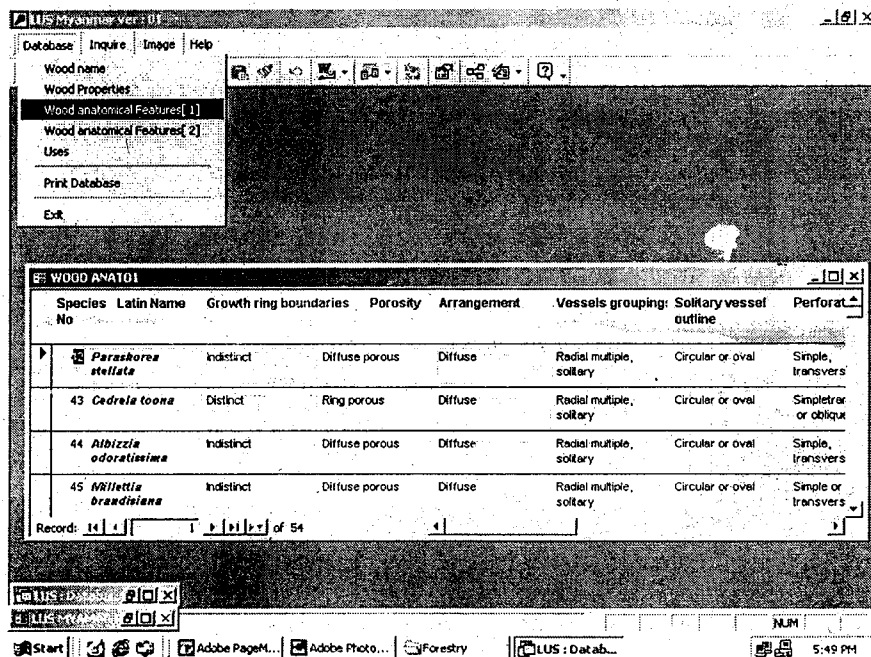 LUS Myanmar ver : 01
Database Inquire Image Help
Wood name
Wood Properties
Wood anatomical Features[ 1]
Wood anatomical Features[ 2]
Uses
Print Database
Exit
WOOD ANATO1
Species No Latin Name Growth ring boundaries Porosity Arrangement Vessels grouping: Solitary vessel outline Perforat
42 Parashorea stellata Indistinct Diffuse porous Diffuse Radial multiple, solitary Circular or oval Simple, transvers
43 Cedrela toona Distinct Ring porous Diffuse Radial multiple, solitary Circular or oval Simpletrar or oblique
44 Albizzia odoratissima Indistinct Diffuse porous Diffuse Radial multiple, solitary Circular or oval Simple, transvers
45 Millettia brandisiana Indistinct Diffuse porous Diffuse Radial multiple, solitary Circular or oval Simple or transvers
Record: 1 of 54
LUS : Datab
LUS
NUM
Start Adobe PageM... Adobe Photo... Forestry LUS : Datab... 5:49 PM